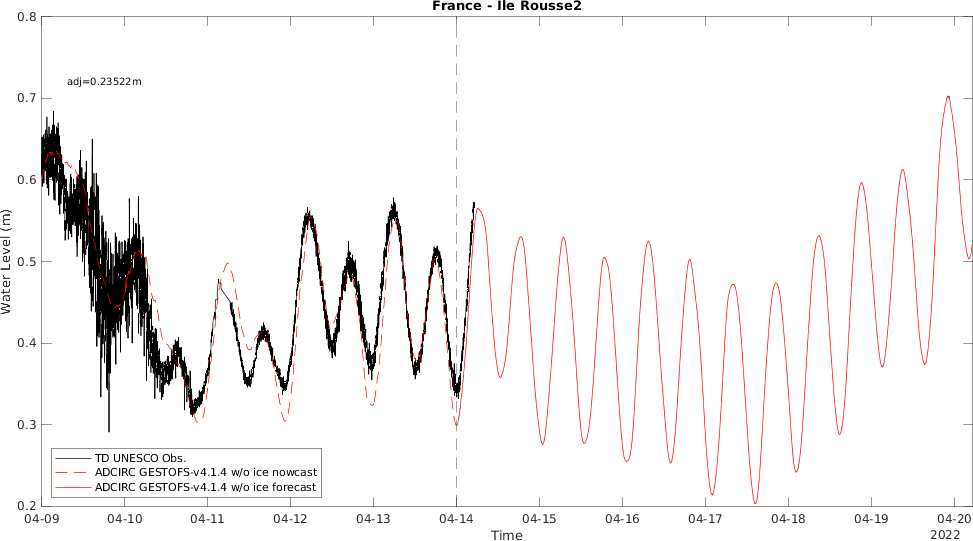 France - Ile Rousse2
adj=0.23522m
0.8
0.7
0.6
0.5
0.4
0.3
0.2
Water Level (m)
TD UNESCO Obs.
ADCIRC GESTOFS-v4.1.4 w/o ice nowcast
ADCIRC GESTOFS-v4.1.4 w/o ice forecast
04-09 04-10 04-11 04-12 04-13 04-14 04-15 04-16 04-17 04-18 04-19 04-20
Time
2022